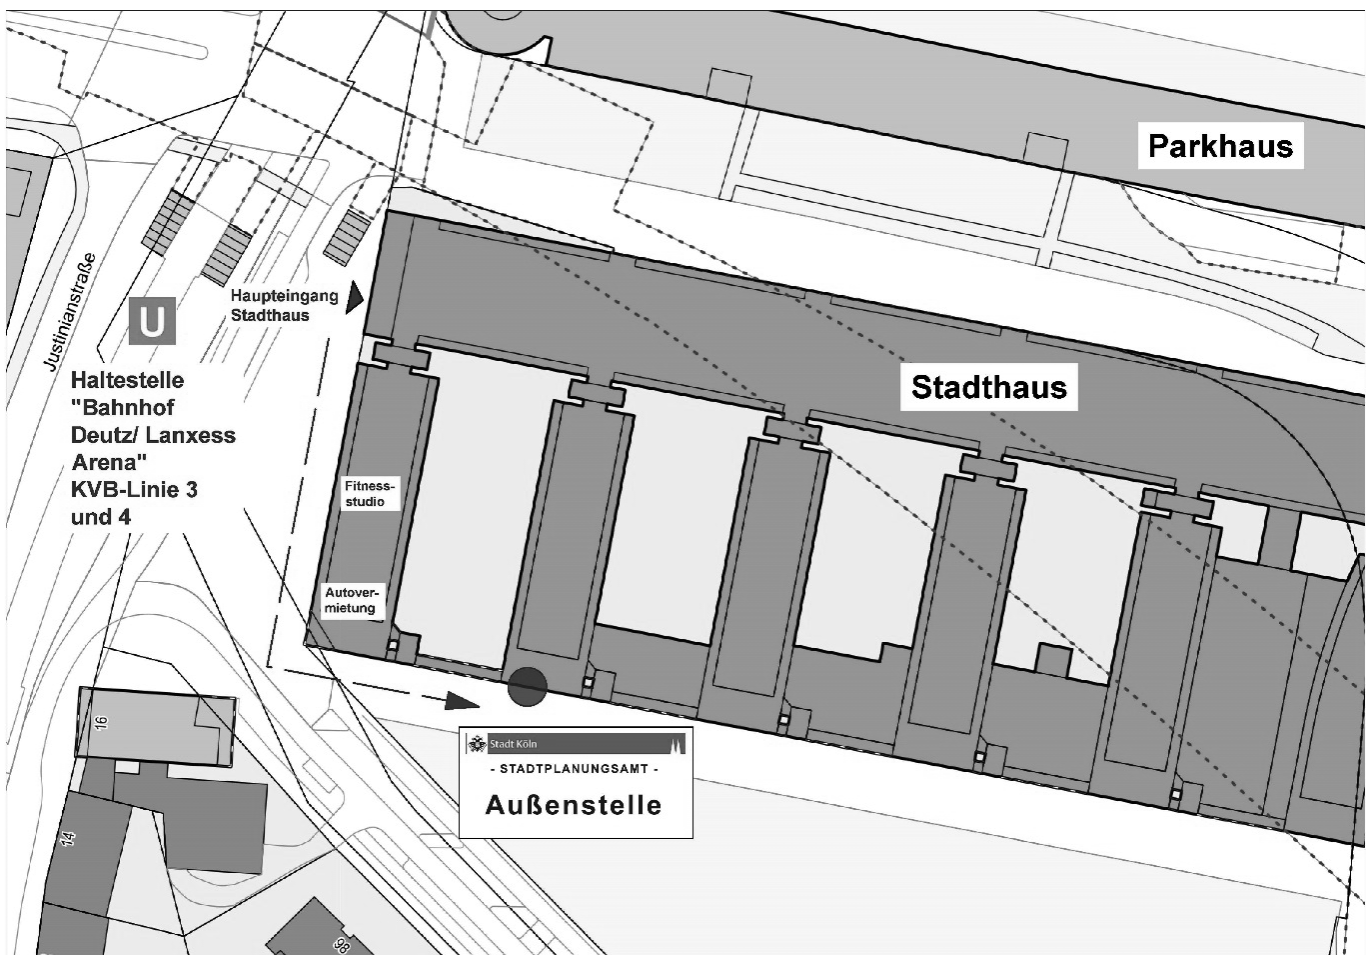 Parkhaus
Justinianstraße
Haupteingang
Stadthaus
U
Haltestelle
"Bahnhof
Deutz/ Lanxess
Arena"
KVB-Linie 3
und 4
Stadthaus
Fitness-
studio
Autover-
mietung
16
14
98
Stadt Köln
- STADTPLANUNGSAMT -
Außenstelle